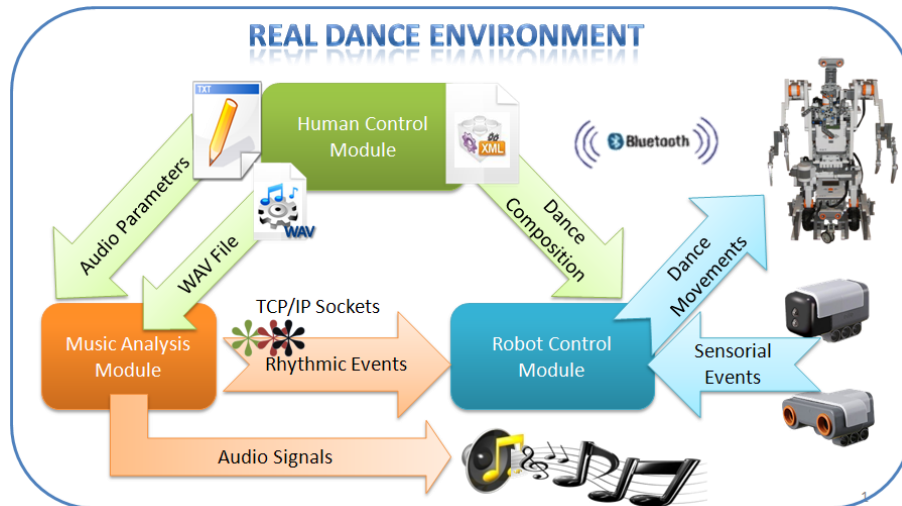 REAL DANCE ENVIRONMENT
TXT
Human Control
Module
XML
Bluetooth
Audio Parameters
WAV File
WAV
Dance
Composition
Dance
Movements
TCP/IP Sockets
Music Analysis
Module
Rhythmic Events
Robot Control
Module
Sensorial
Events
Audio Signals
1